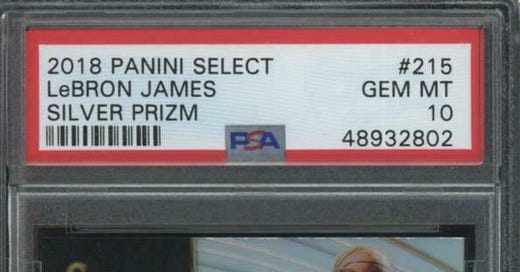 2018 PANINI SELECT #215
LeBRON JAMES GEM MT
SILVER PRIZM 10
PSA 48932802